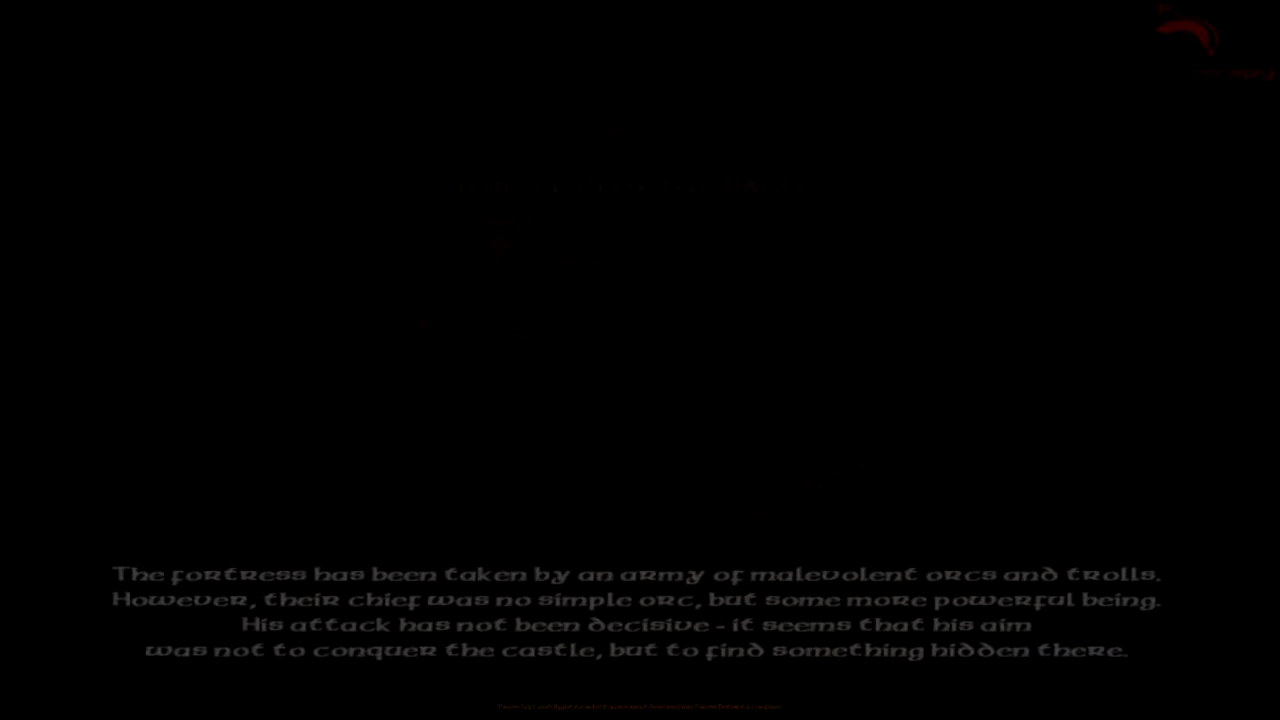 The fortress has been taken by an army of malevolent orcs and trolls.
However, their chief was no simple orc, but some more powerful being.
His attack has not been decisive - it seems that his aim
was not to conquer the castle, but to find something hidden there.